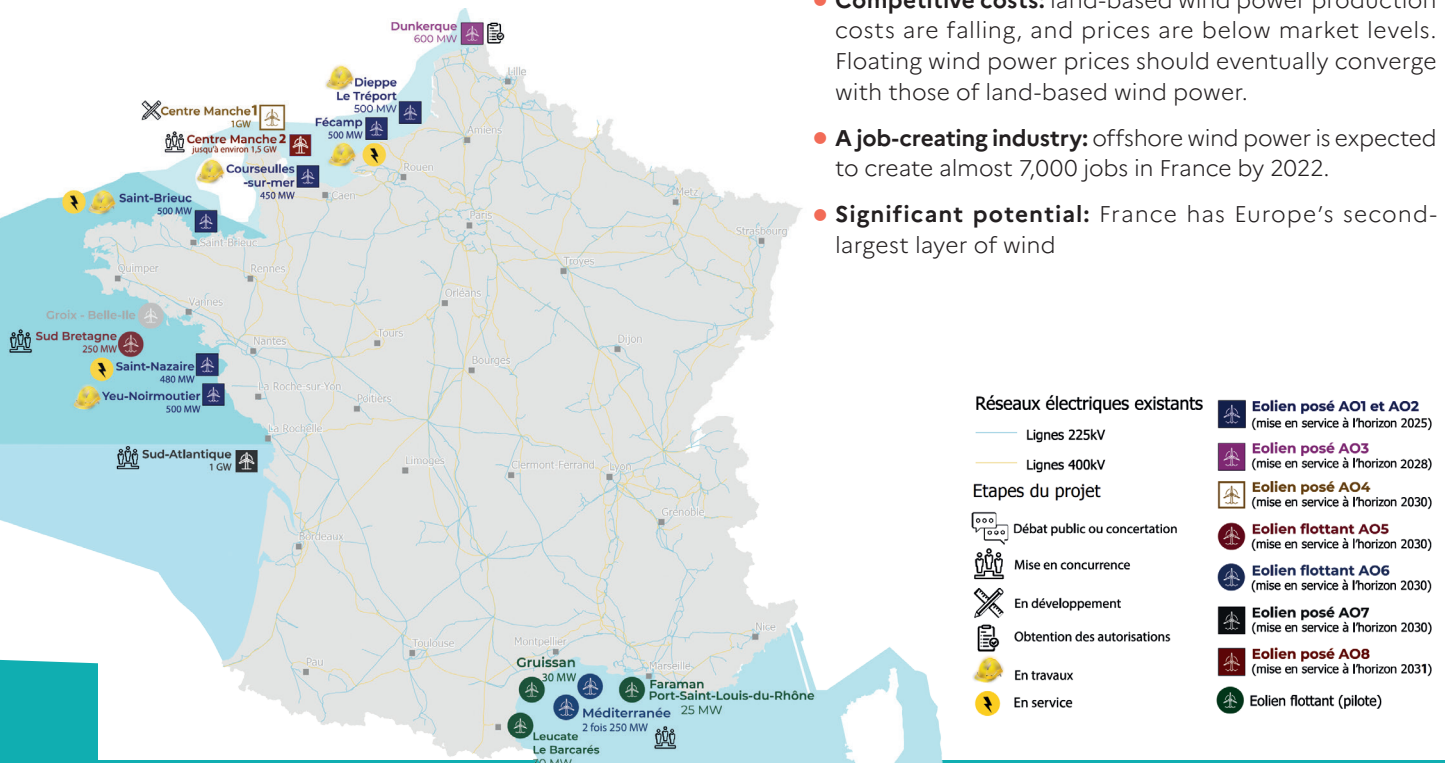 Competitive costs: land-based wind power production
costs are falling, and prices are below market levels.
Floating wind power prices should eventually converge
with those of land-based wind power.
A job-creating industry: offshore wind power is expected
to create almost 7,000 jobs in France by 2022.
Significant potential: France has Europe's second-
largest layer of wind
Dunkerque
600 MW
Lille
Dieppe
Le Tréport
500 MW
Centre Manche 1
1GW
Fécamp
500 MW
Amiens
Centre Manche 2
jusqu'à environ 1,5 GW
Rouen
Courseulles
-sur-mer
450 MW
Caen
Metz
Saint-Brieuc
500 MW
Paris
Strasbourg
Saint-Brieuc
Quimper
Rennes
Troyes
Orléans
Vannes
Groix - Belle-Ile
Sud Bretagne
250 MW
Nantes
Tours
Dijon
Bourges
Saint-Nazaire
480 MW
La Roche-sur-Yon
Yeu-Noirmoutier
500 MW
Poitiers
La Rochelle
Sud-Atlantique
1 GW
Limoges
Clermont-Ferrand
Lyon
Grenoble
Bordeaux
Nice
Toulouse
Montpellier
Marseille
Pau
Gruissan
30 MW
Faraman
Port-Saint-Louis-du-Rhône
25 MW
Méditerranée
2 fois 250 MW
Leucate
Le Barcarés
Réseaux électriques existants
Lignes 225kV
Lignes 400kV
Etapes du projet
Débat public ou concertation
Mise en concurrence
En développement
Obtention des autorisations
En travaux
En service
Eolien posé AO1 et AO2
(mise en service à l'horizon 2025)
Eolien posé AO3
(mise en service à l'horizon 2028)
Eolien posé AO4
(mise en service à l'horizon 2030)
Eolien flottant AO5
(mise en service à l'horizon 2030)
Eolien flottant AO6
(mise en service à l'horizon 2030)
Eolien posé AO7
(mise en service à l'horizon 2030)
Eolien posé AO8
(mise en service à l'horizon 2031)
Eolien flottant (pilote)